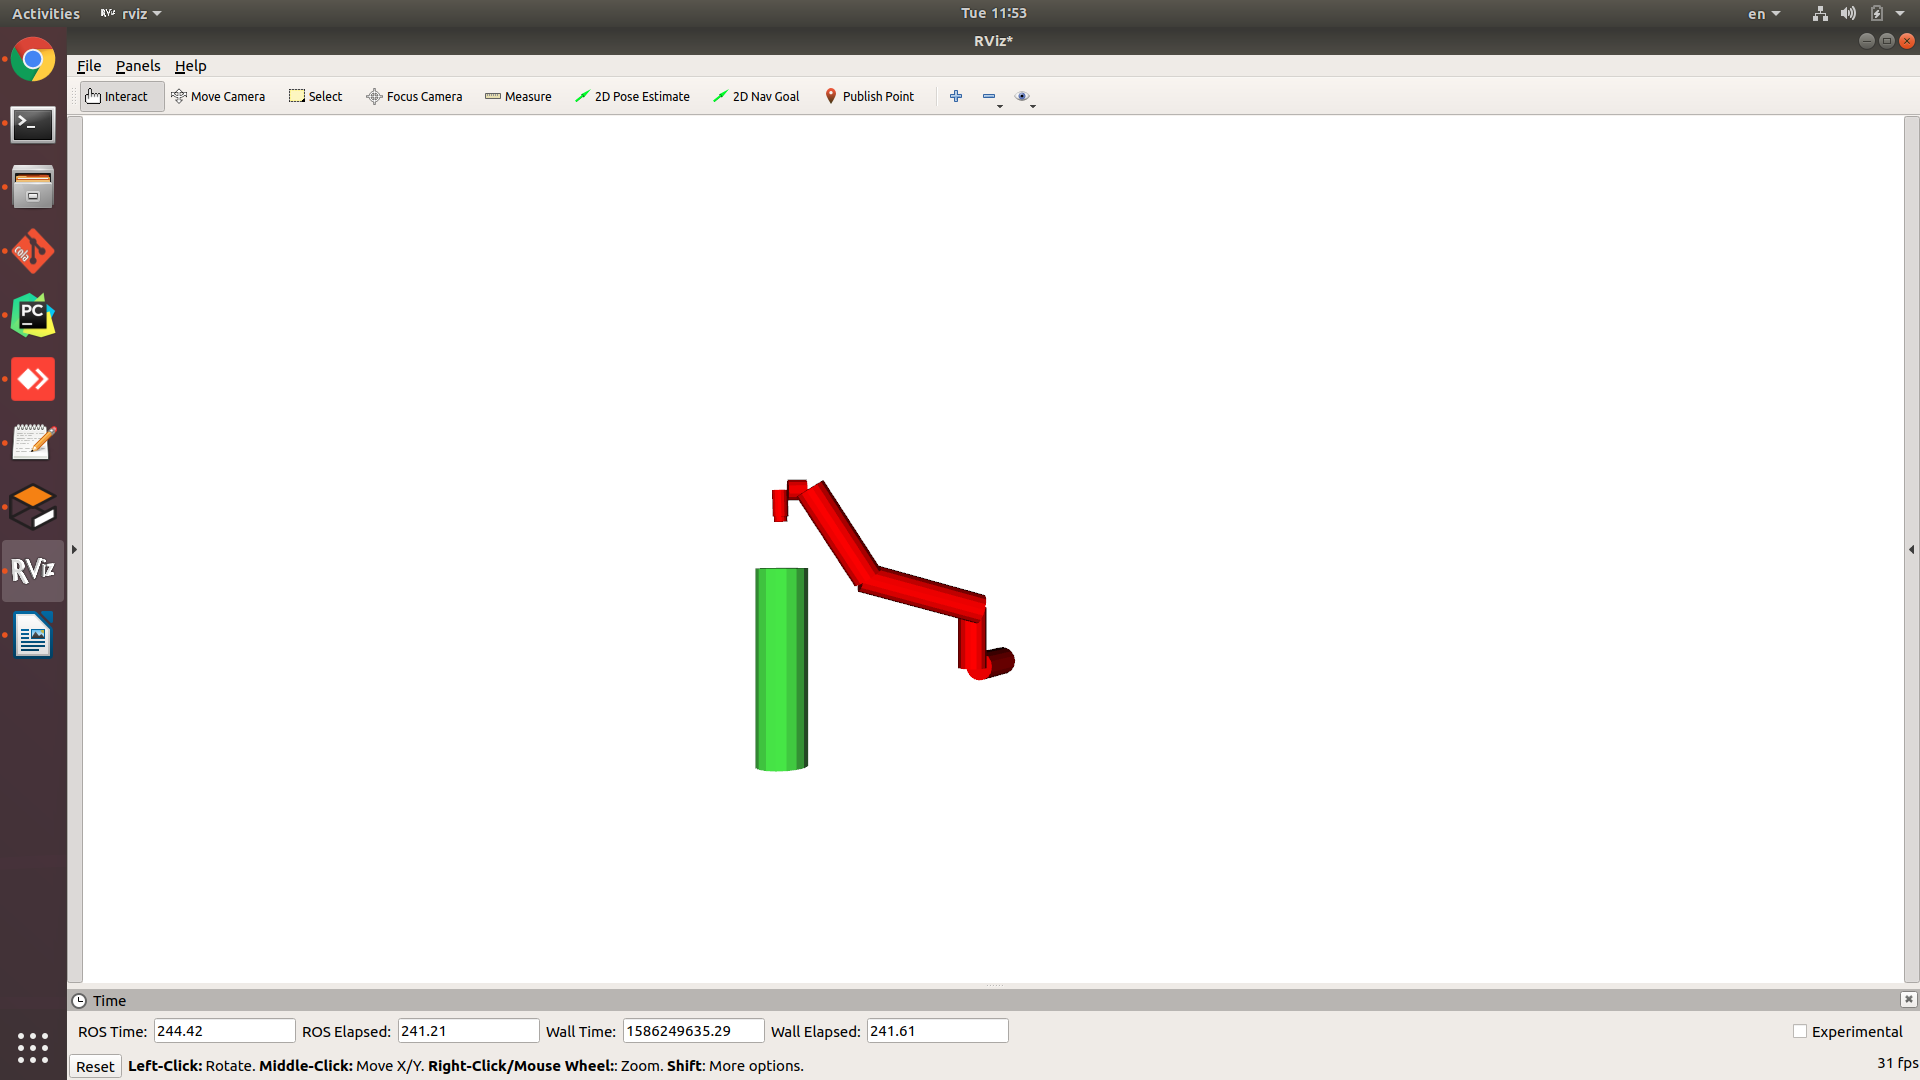 Activities RViz rviz Tue 11:53 en
RViz*
File Panels Help
Interact Move Camera Select Focus Camera Measure 2D Pose Estimate 2D Nav Goal Publish Point
>_
cola
PC
RViz
Time
ROS Time: 244.42 ROS Elapsed: 241.21 Wall Time: 1586249635.29 Wall Elapsed: 241.61 Experimental
Reset Left-Click: Rotate. Middle-Click: Move X/Y. Right-Click/Mouse Wheel:: Zoom. Shift: More options. 31 fps